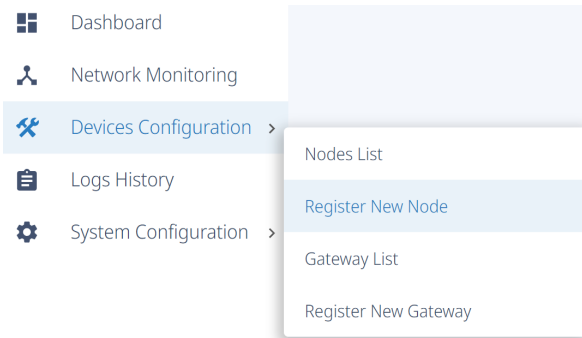 Dashboard
Network Monitoring
Devices Configuration
Logs History
System Configuration
Nodes List
Register New Node
Gateway List
Register New Gateway